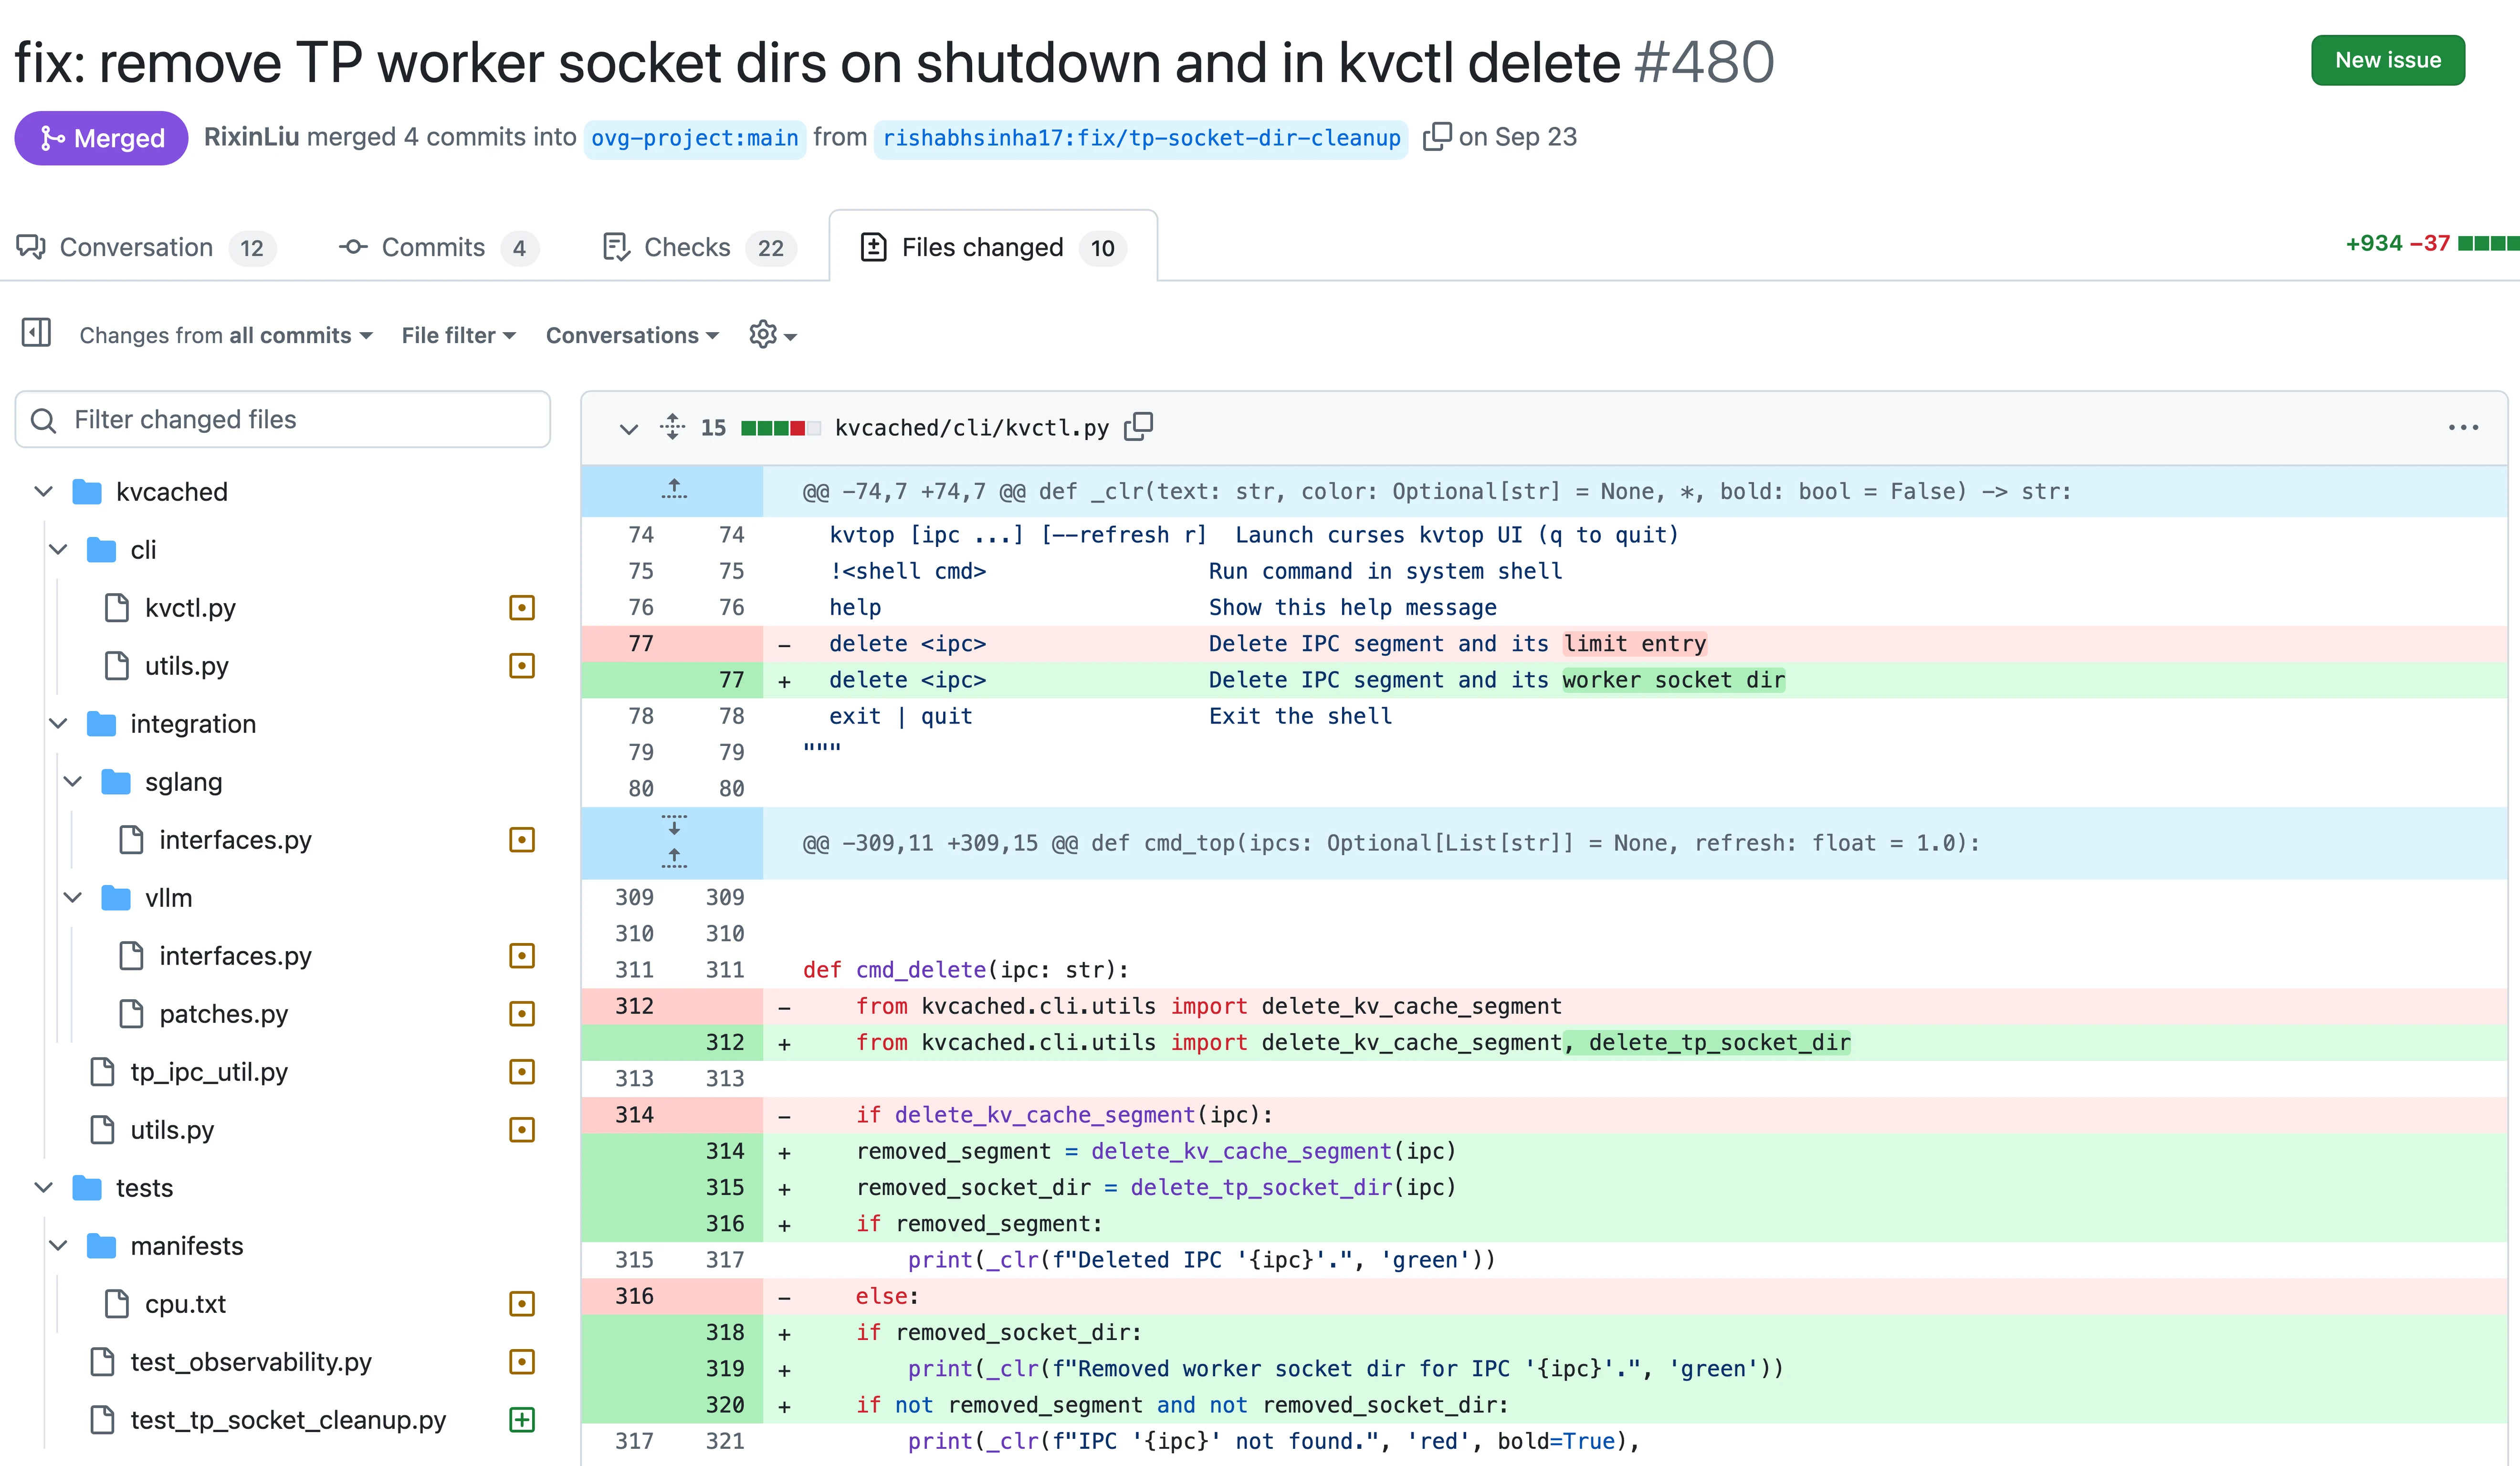 fix: remove TP worker socket dirs on shutdown and in kvctl delete #480
New issue
Merged
RixinLiu merged 4 commits into ovg-project:main from rishabhsinha17:fix/tp-socket-dir-cleanup on Sep 23
Conversation 12
Commits 4
Checks 22
Files changed 10
+934 −37
Changes from all commits
File filter
Conversations
Filter changed files
kvcached
cli
kvctl.py
utils.py
integration
sglang
interfaces.py
vllm
interfaces.py
patches.py
tp_ipc_util.py
utils.py
tests
manifests
cpu.txt
test_observability.py
test_tp_socket_cleanup.py
15 kvcached/cli/kvctl.py
@@ -74,7 +74,7 @@ def _clr(text: str, color: Optional[str] = None, *, bold: bool = False) -> str:
74 74 kvtop [ipc ...] [--refresh r]  Launch curses kvtop UI (q to quit)
75 75 !<shell cmd> Run command in system shell
76 76 help Show this help message
77 - delete <ipc> Delete IPC segment and its limit entry
77 + delete <ipc> Delete IPC segment and its worker socket dir
78 78 exit | quit Exit the shell
79 79 """
80 80
@@ -309,11 +309,15 @@ def cmd_top(ipcs: Optional[List[str]] = None, refresh: float = 1.0):
309 309
310 310
311 311 def cmd_delete(ipc: str):
312 - from kvcached.cli.utils import delete_kv_cache_segment
312 + from kvcached.cli.utils import delete_kv_cache_segment, delete_tp_socket_dir
313 313
314 - if delete_kv_cache_segment(ipc):
314 + removed_segment = delete_kv_cache_segment(ipc)
315 + removed_socket_dir = delete_tp_socket_dir(ipc)
316 + if removed_segment:
315 317 print(_clr(f"Deleted IPC '{ipc}'.", 'green'))
316 - else:
318 + if removed_socket_dir:
319 + print(_clr(f"Removed worker socket dir for IPC '{ipc}'.", 'green'))
320 + if not removed_segment and not removed_socket_dir:
317 321 print(_clr(f"IPC '{ipc}' not found.", 'red', bold=True),